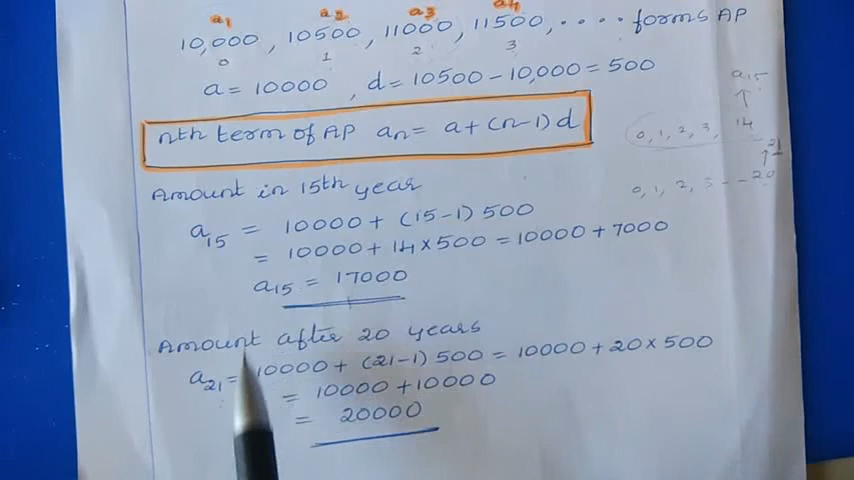 a1 a2 a3 a4
10,000, 10500, 11000, 11500, .... forms AP
0 1 2 3
a = 10000, d = 10500 - 10,000 = 500
nth term of AP an = a + (n-1) d
a15
↑
0, 1, 2, 3, 14
21
↑
0, 1, 2, 3 - - 20
Amount in 15th year
a15 = 10000 + (15-1) 500
= 10000 + 14 × 500 = 10000 + 7000
a15 = 17000
Amount after 20 years
a21 = 10000 + (21-1) 500 = 10000 + 20 × 500
= 10000 + 10000
= 20000